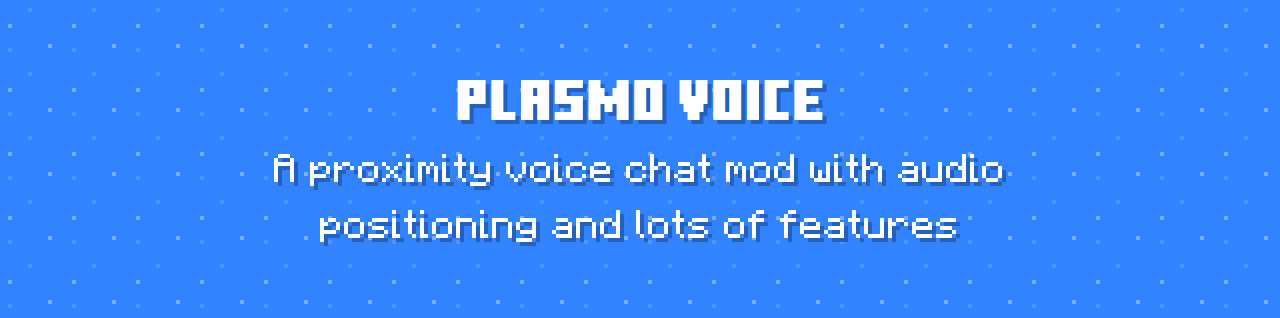 PLASMO VOICE
A proximity voice chat mod with audio
positioning and lots of features